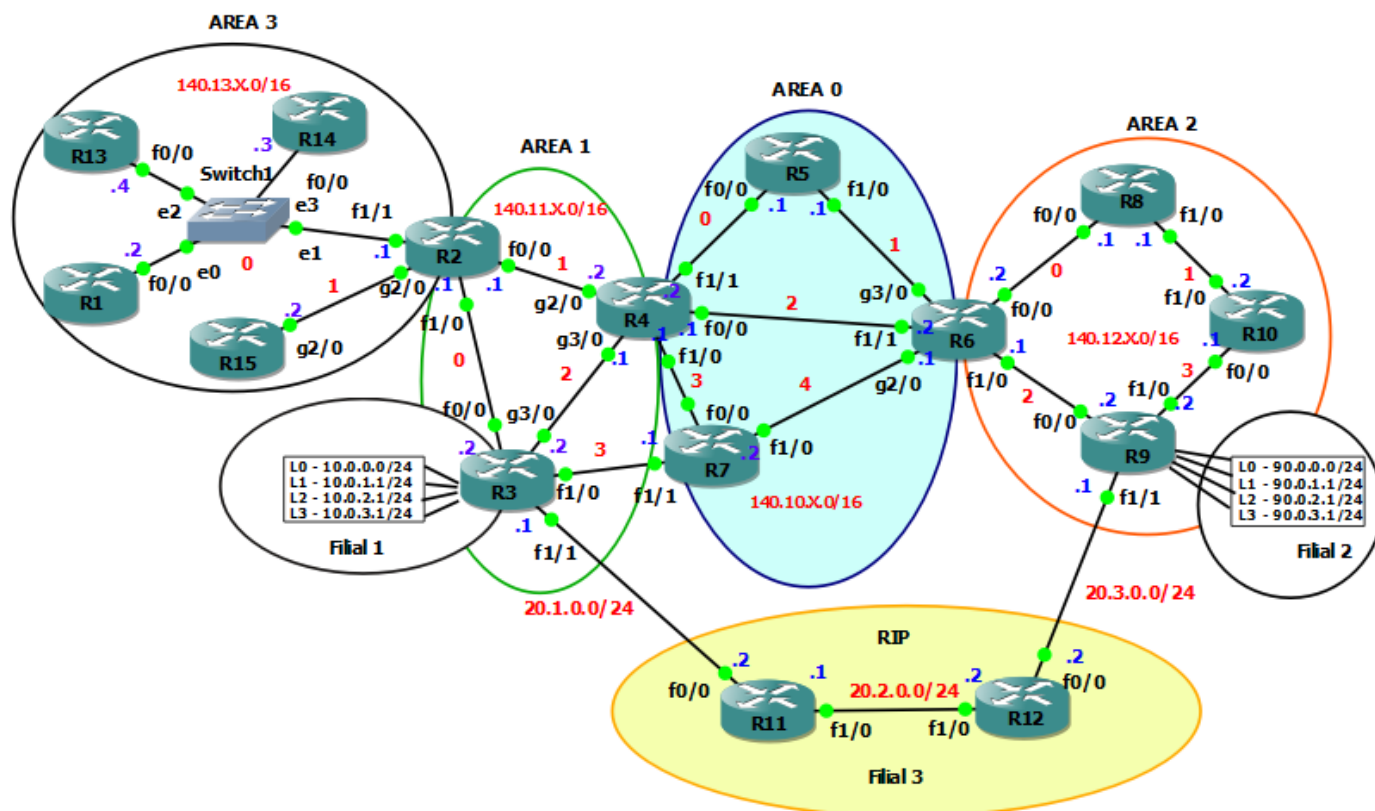 AREA 3
140.13.X.0/16
R13
f0/0
.4
Switch1
e2
.3
R14
f0/0
e3
f1/1
e1
.1
.2
e0
f0/0
0
R1
1
g2/0
.2
g2/0
R15
AREA 1
140.11.X.0/16
R2
f0/0
.1
.1
1
f1/0
0
.2
g2/0
R4
g3/0
.1
2
f0/0
g3/0
.2
.2
R3
.1
f1/0
3
f1/1
.1
f1/1
L0 - 10.0.0.0/24
L1 - 10.0.1.1/24
L2 - 10.0.2.1/24
L3 - 10.0.3.1/24
Filial 1
AREA 0
R5
f0/0
.1
.1
f1/0
0
1
f1/1
.2
g3/0
2
.1
f0/0
.1
f1/0
3
f1/1
.2
R6
.1
g2/0
4
f0/0
R7
.2
f1/0
140.10.X.0/16
AREA 2
R8
f0/0
.1
.1
f1/0
.2
0
f0/0
1
.2
f1/0
R10
140.12.X.0/16
.1
f0/0
3
.1
f1/0
2
.2
f0/0
f1/0
.2
R9
.1
f1/1
L0 - 90.0.0.0/24
L1 - 90.0.1.1/24
L2 - 90.0.2.1/24
L3 - 90.0.3.1/24
Filial 2
20.1.0.0/24
20.3.0.0/24
RIP
.2
f0/0
.1
R11
f1/0
20.2.0.0/24
.2
f1/0
.2
f0/0
R12
Filial 3